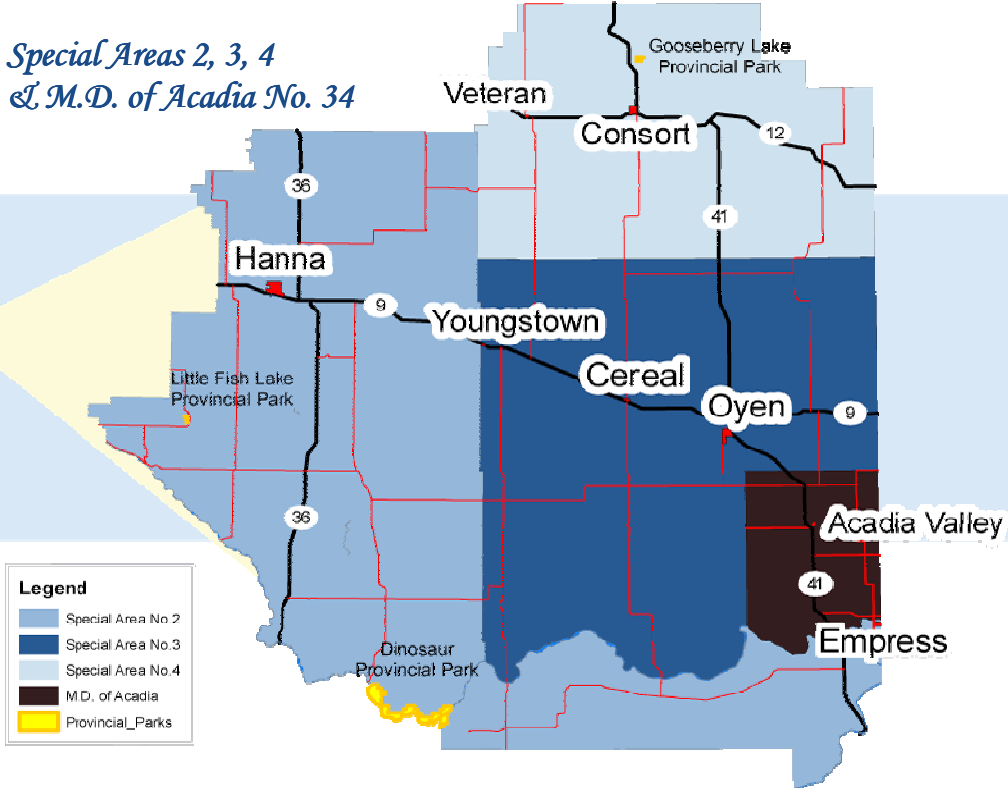 Special Areas 2, 3, 4
& M.D. of Acadia No. 34
Gooseberry Lake
Provincial Park
Veteran
Consort
12
36
41
Hanna
9
Youngstown
Cereal
Little Fish Lake
Provincial Park
Oyen
9
36
Acadia Valley
41
Legend
Special Area No.2
Special Area No.3
Special Area No.4
M.D. of Acadia
Provincial_Parks
Dinosaur
Provincial Park
Empress